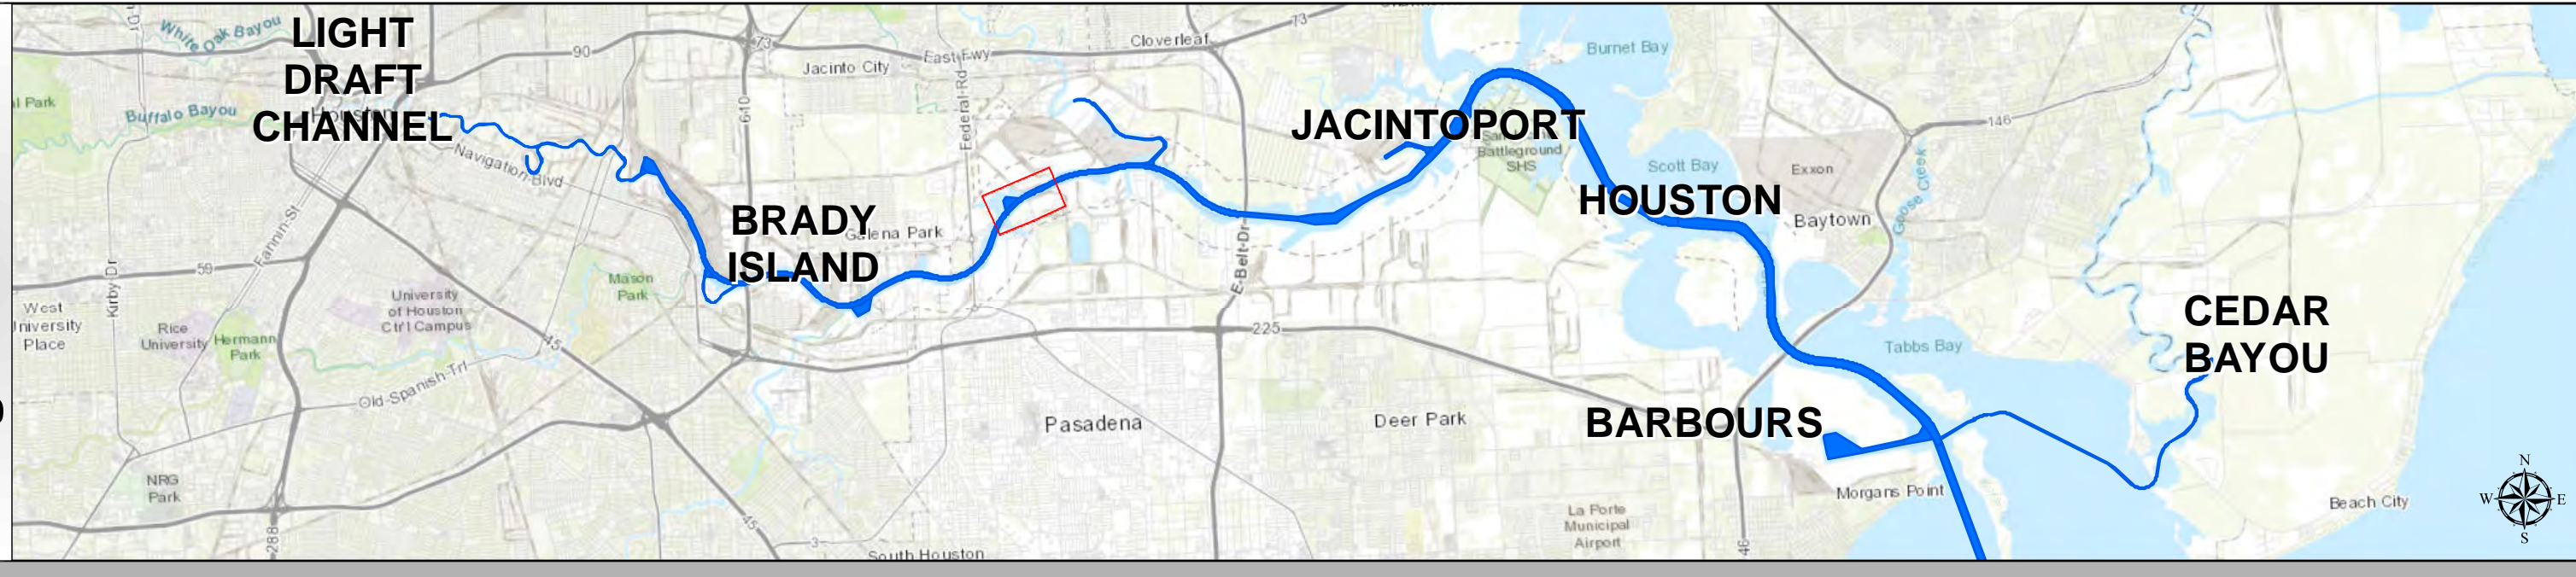 LIGHT
DRAFT
CHANNEL
White Oak Bayou
Buffalo Bayou
Houston
90
73
Jacinto City
East Fwy
Cloverleaf
73
Burnet Bay
610
Federal Rd
Navigation Blvd
JACINTOPORT
Battleground
SHS
Scott Bay
Exxon
146
Goose Creek
HOUSTON
Baytown
BRADY
ISLAND
Galena Park
E Belt Dr
Fannin St
59
Kirby Dr
Mason
Park
University
of Houston
Ctr'l Campus
West
University
Place
Rice
University
Hermann
Park
45
Old Spanish Trl
225
Tabbs Bay
CEDAR
BAYOU
Pasadena
Deer Park
BARBOURS
Morgans Point
NRG
Park
288
45
3
South Houston
La Porte
Municipal
Airport
Beach City
N
W
E
S